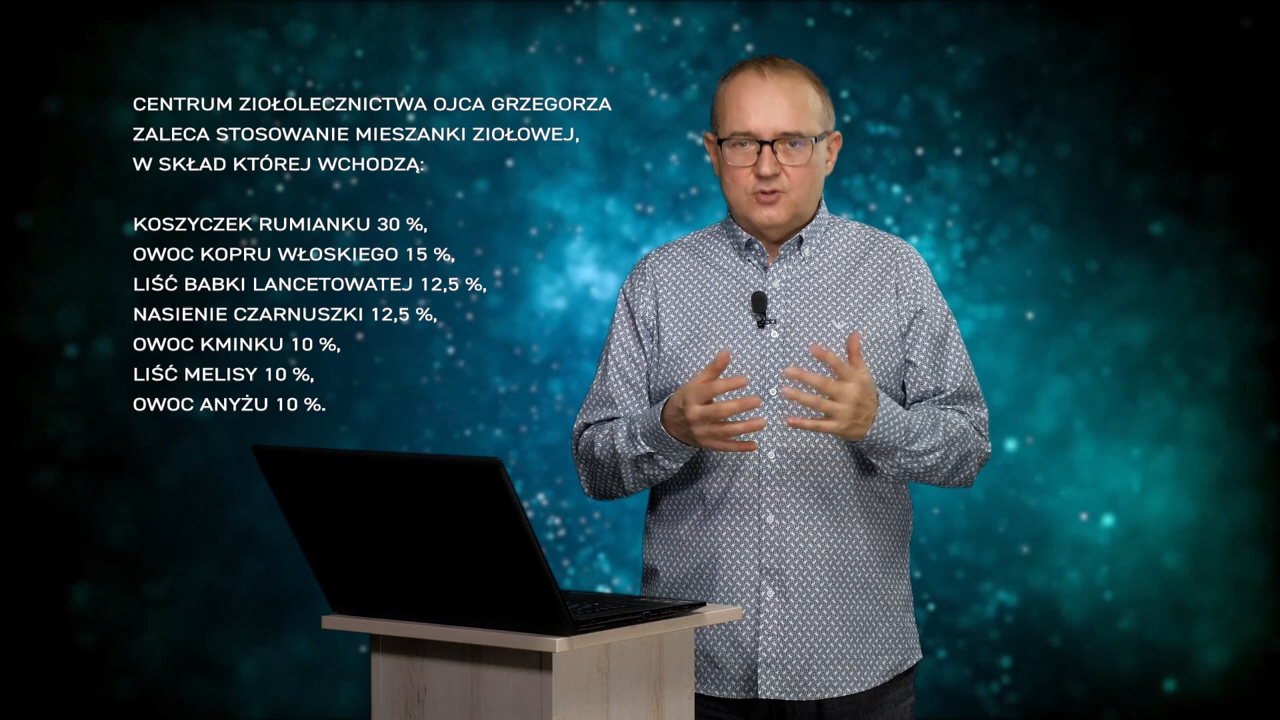 CENTRUM ZIOŁOLECZNICTWA OJCA GRZEGORZA
ZALECA STOSOWANIE MIESZANKI ZIOŁOWEJ,
W SKŁAD KTÓREJ WCHODZĄ:
KOSZYCZEK RUMIANKU 30 %,
OWOC KOPRU WŁOSKIEGO 15 %,
LIŚĆ BABKI LANCETOWATEJ 12,5 %,
NASIENIE CZARNUSZKI 12,5 %,
OWOC KMINKU 10 %,
LIŚĆ MELISY 10 %,
OWOC ANYŻU 10 %.